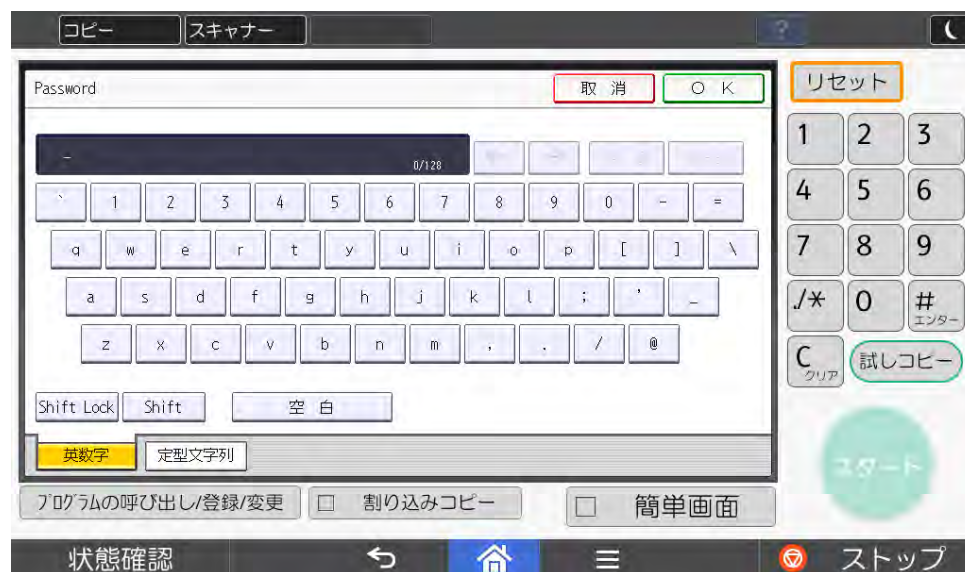 コピー スキャナー ?
Password 取 消 O K
リセット
_ 0/128
1 2 3
` 1 2 3 4 5 6 7 8 9 0 - =
4 5 6
q w e r t y u i o p [ ] \
7 8 9
a s d f g h j k l ; ' _
./* 0 #
エンター
z x c v b n m , . / @
C
クリア
試しコピー
Shift Lock Shift 空 白
英数字 定型文字列
スタート
プログラムの呼び出し/登録/変更 割り込みコピー 簡単画面
状態確認 ストップ